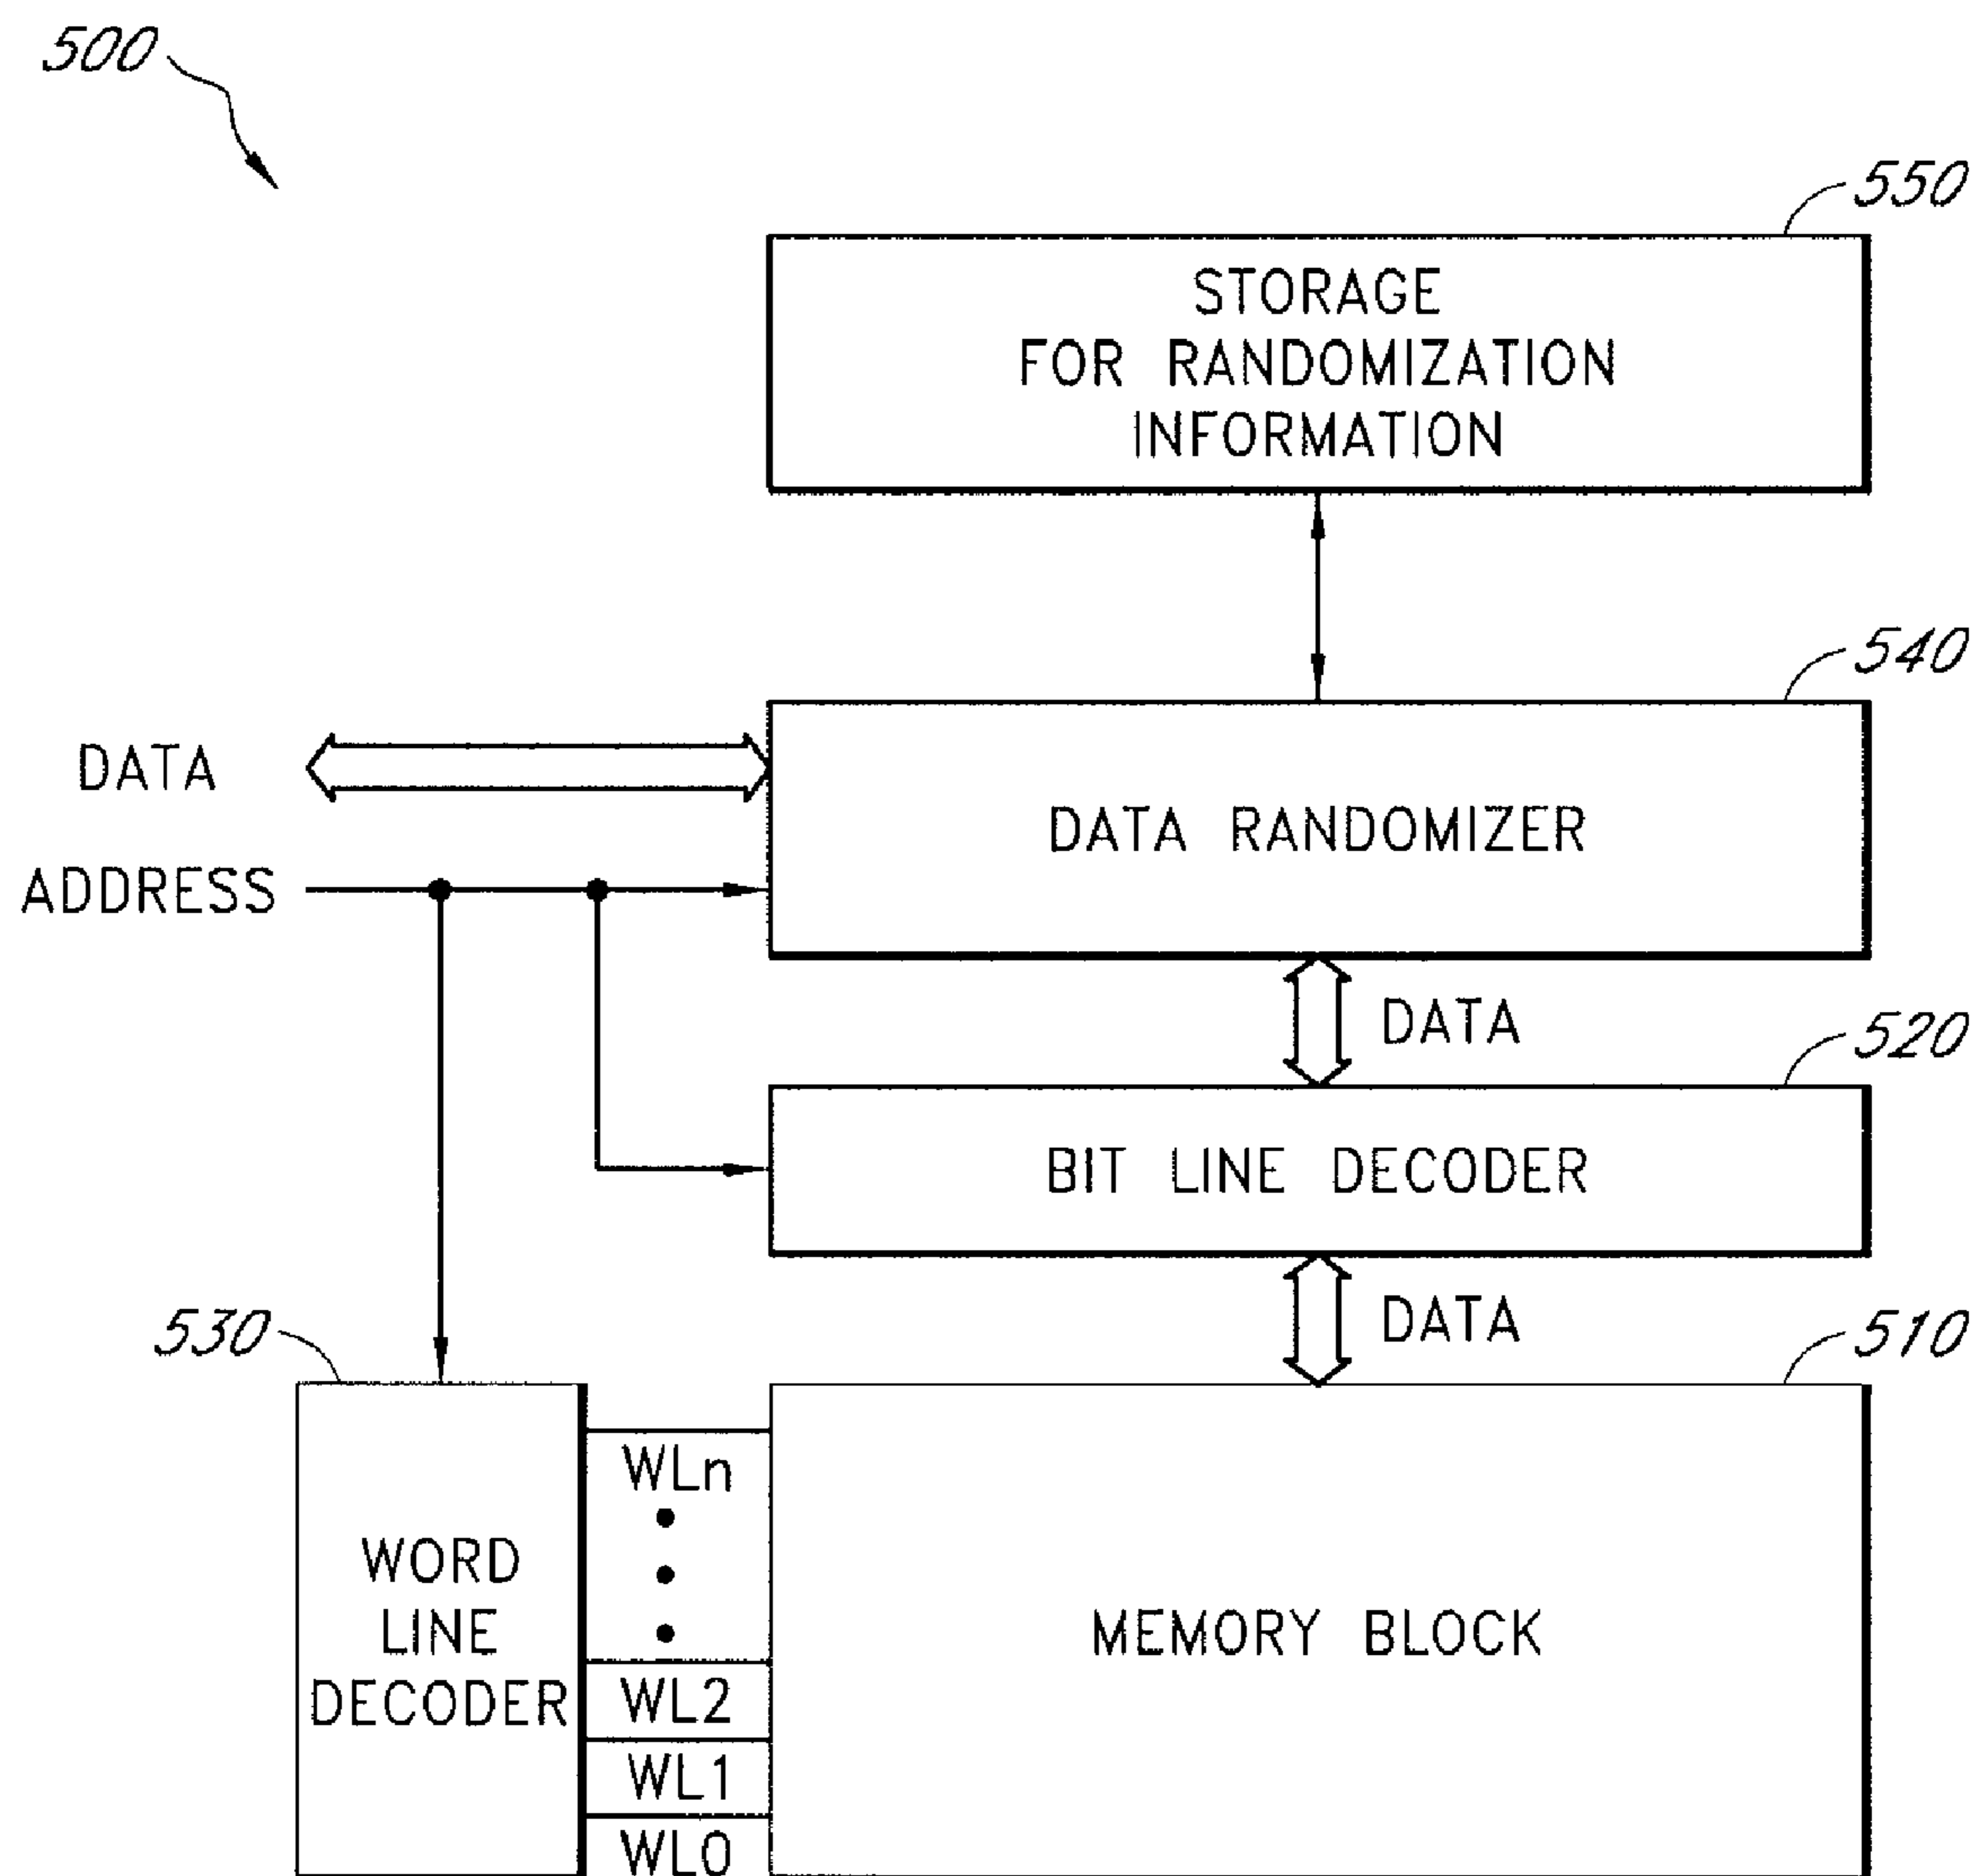 500
550
STORAGE
FOR RANDOMIZATION
INFORMATION
540
DATA
DATA RANDOMIZER
ADDRESS
DATA
520
BIT LINE DECODER
530
DATA
510
WLn
WORD
LINE
DECODER
MEMORY BLOCK
WL2
WL1
WL0